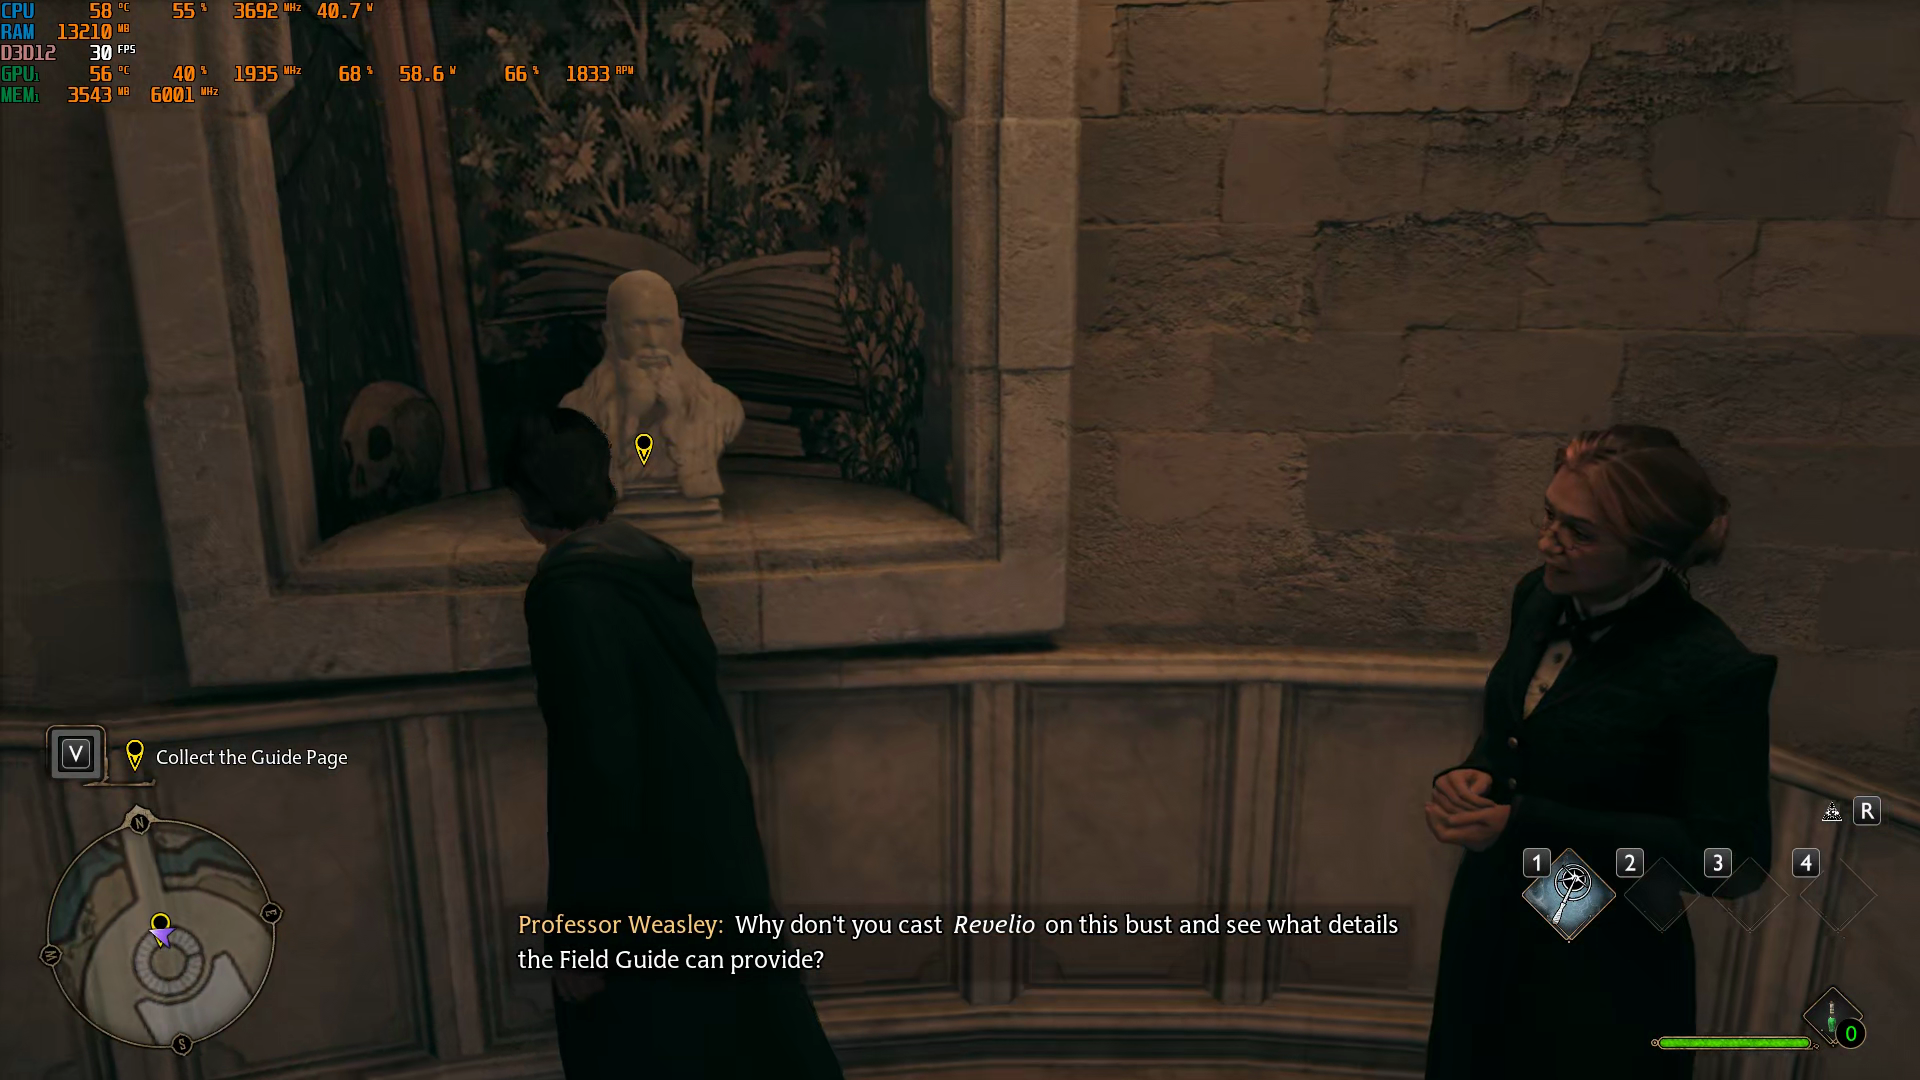 CPU 58 °C 55 % 3692 MHz 40.7 W
RAM 13210 MB
D3D12 30 FPS
GPU1 56 °C 40 % 1935 MHz 68 % 58.6 W 66 % 1833 RPM
MEM1 3543 MB 6001 MHz
V Collect the Guide Page
N
E
W
S
R
1 2 3 4
Professor Weasley: Why don't you cast Revelio on this bust and see what details
the Field Guide can provide?
0